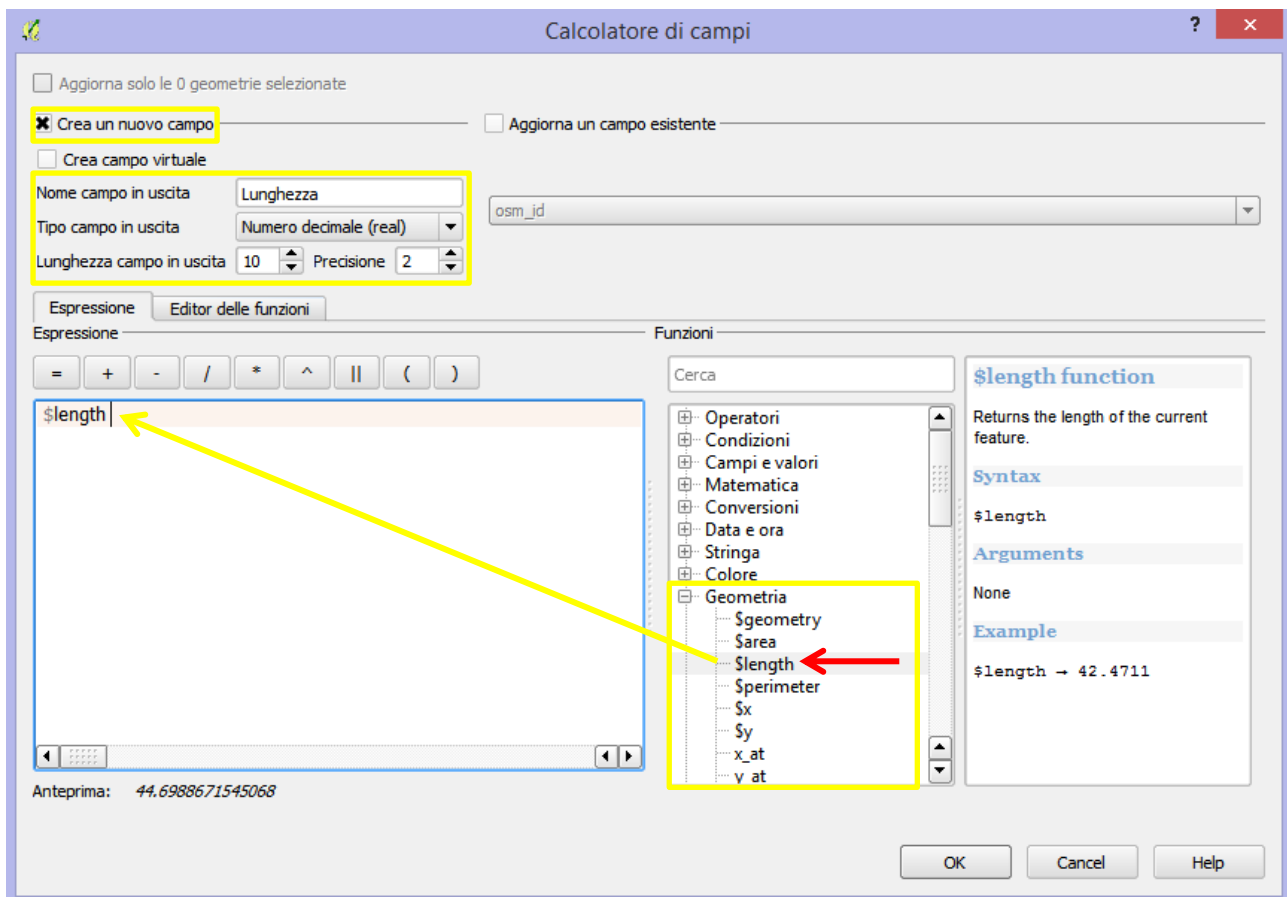 Calcolatore di campi
? ×
Aggiorna solo le 0 geometrie selezionate
Crea un nuovo campo
Aggiorna un campo esistente
Crea campo virtuale
Nome campo in uscita Lunghezza
osm_id
Tipo campo in uscita Numero decimale (real)
Lunghezza campo in uscita 10 Precisione 2
Espressione Editor delle funzioni
Espressione
= + - / * ^ || ( )
$length
Anteprima: 44.6988671545068
Funzioni
Cerca
Operatori
Condizioni
Campi e valori
Matematica
Conversioni
Data e ora
Stringa
Colore
Geometria
$geometry
$area
$length
$perimeter
$x
$y
x_at
y_at
$length function
Returns the length of the current
feature.
Syntax
$length
Arguments
None
Example
$length → 42.4711
OK Cancel Help